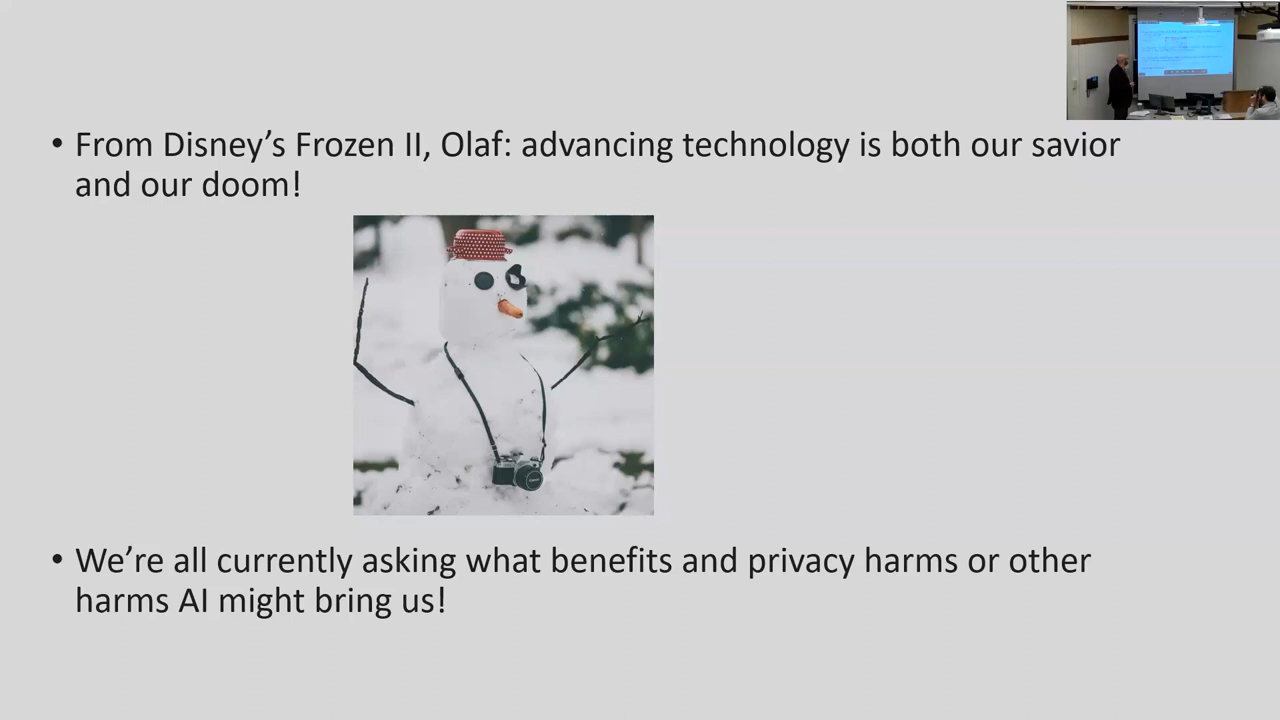 • From Disney’s Frozen II, Olaf: advancing technology is both our savior
and our doom!
• We’re all currently asking what benefits and privacy harms or other
harms AI might bring us!